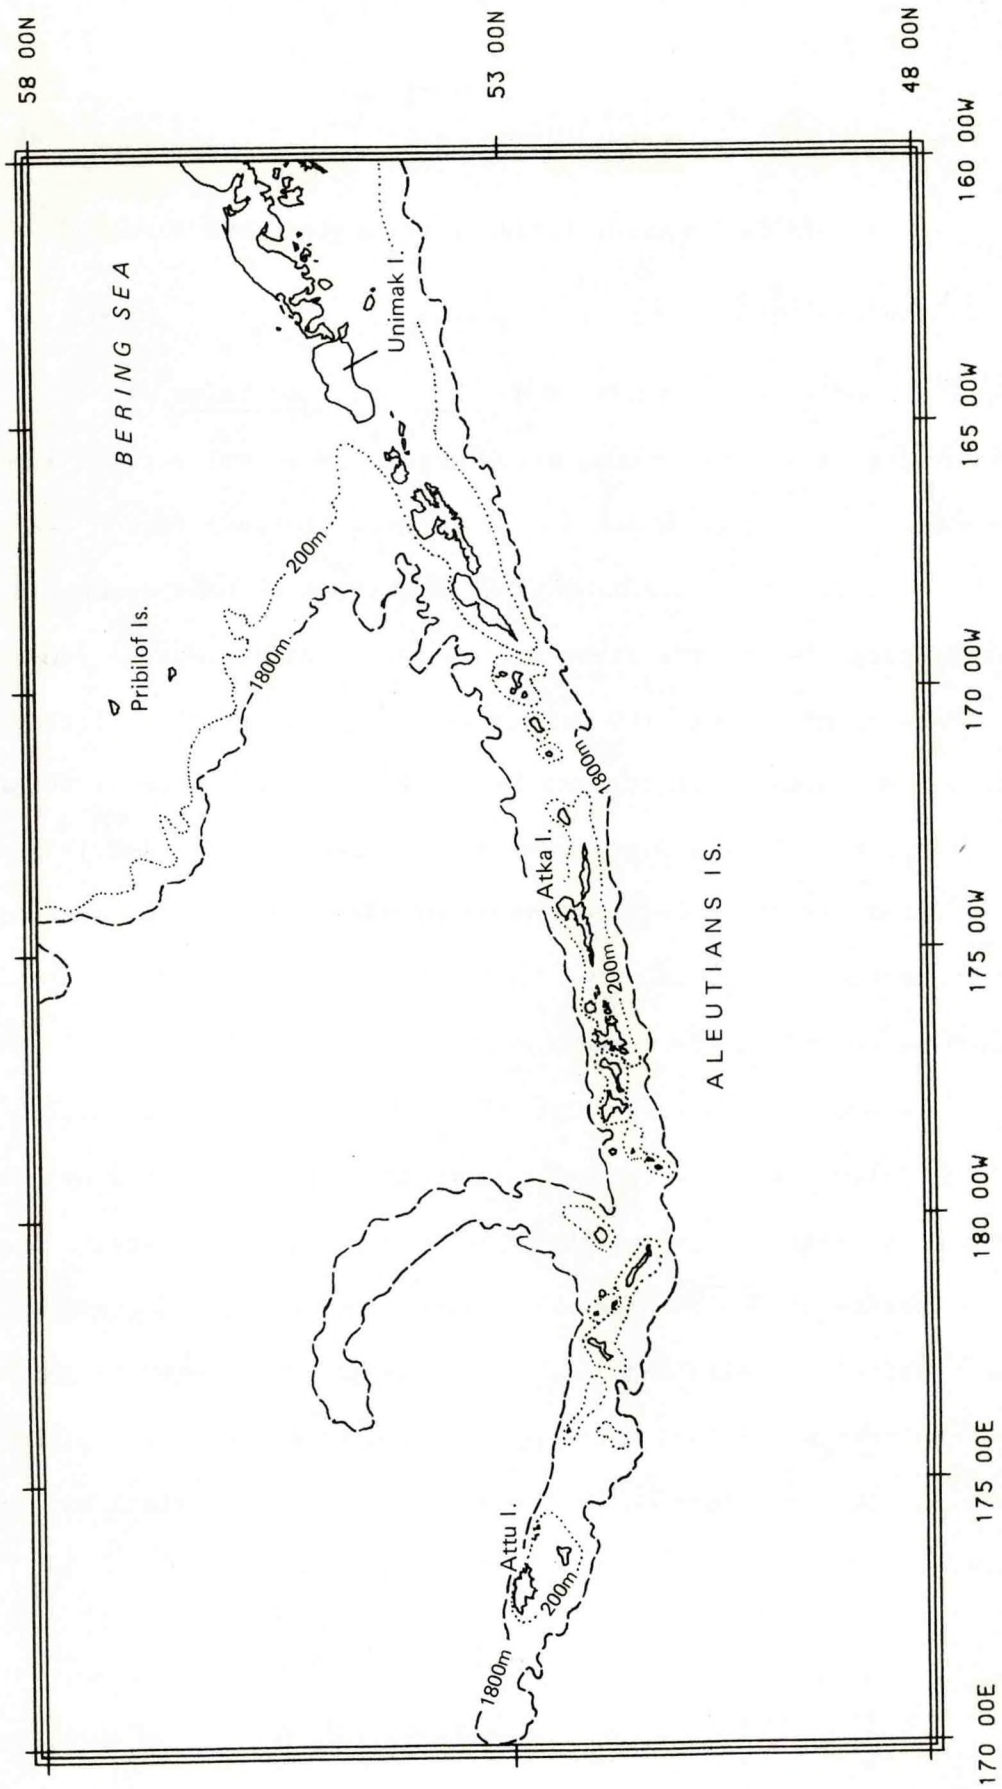 58 00N
53 00N
48 00N
BERING SEA
Pribilof Is.
Unimak I.
200m
1800m
1800m
Atka I.
200m
ALEUTIANS IS.
Attu I.
200m
1800m
170 00E
175 00E
180 00W
175 00W
170 00W
165 00W
160 00W